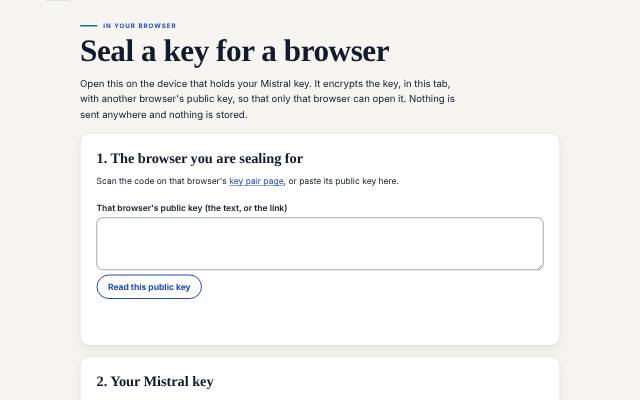 IN YOUR BROWSER
Seal a key for a browser
Open this on the device that holds your Mistral key. It encrypts the key, in this tab,
with another browser's public key, so that only that browser can open it. Nothing is
sent anywhere and nothing is stored.
1. The browser you are sealing for
Scan the code on that browser's key pair page, or paste its public key here.
That browser's public key (the text, or the link)
Read this public key
2. Your Mistral key